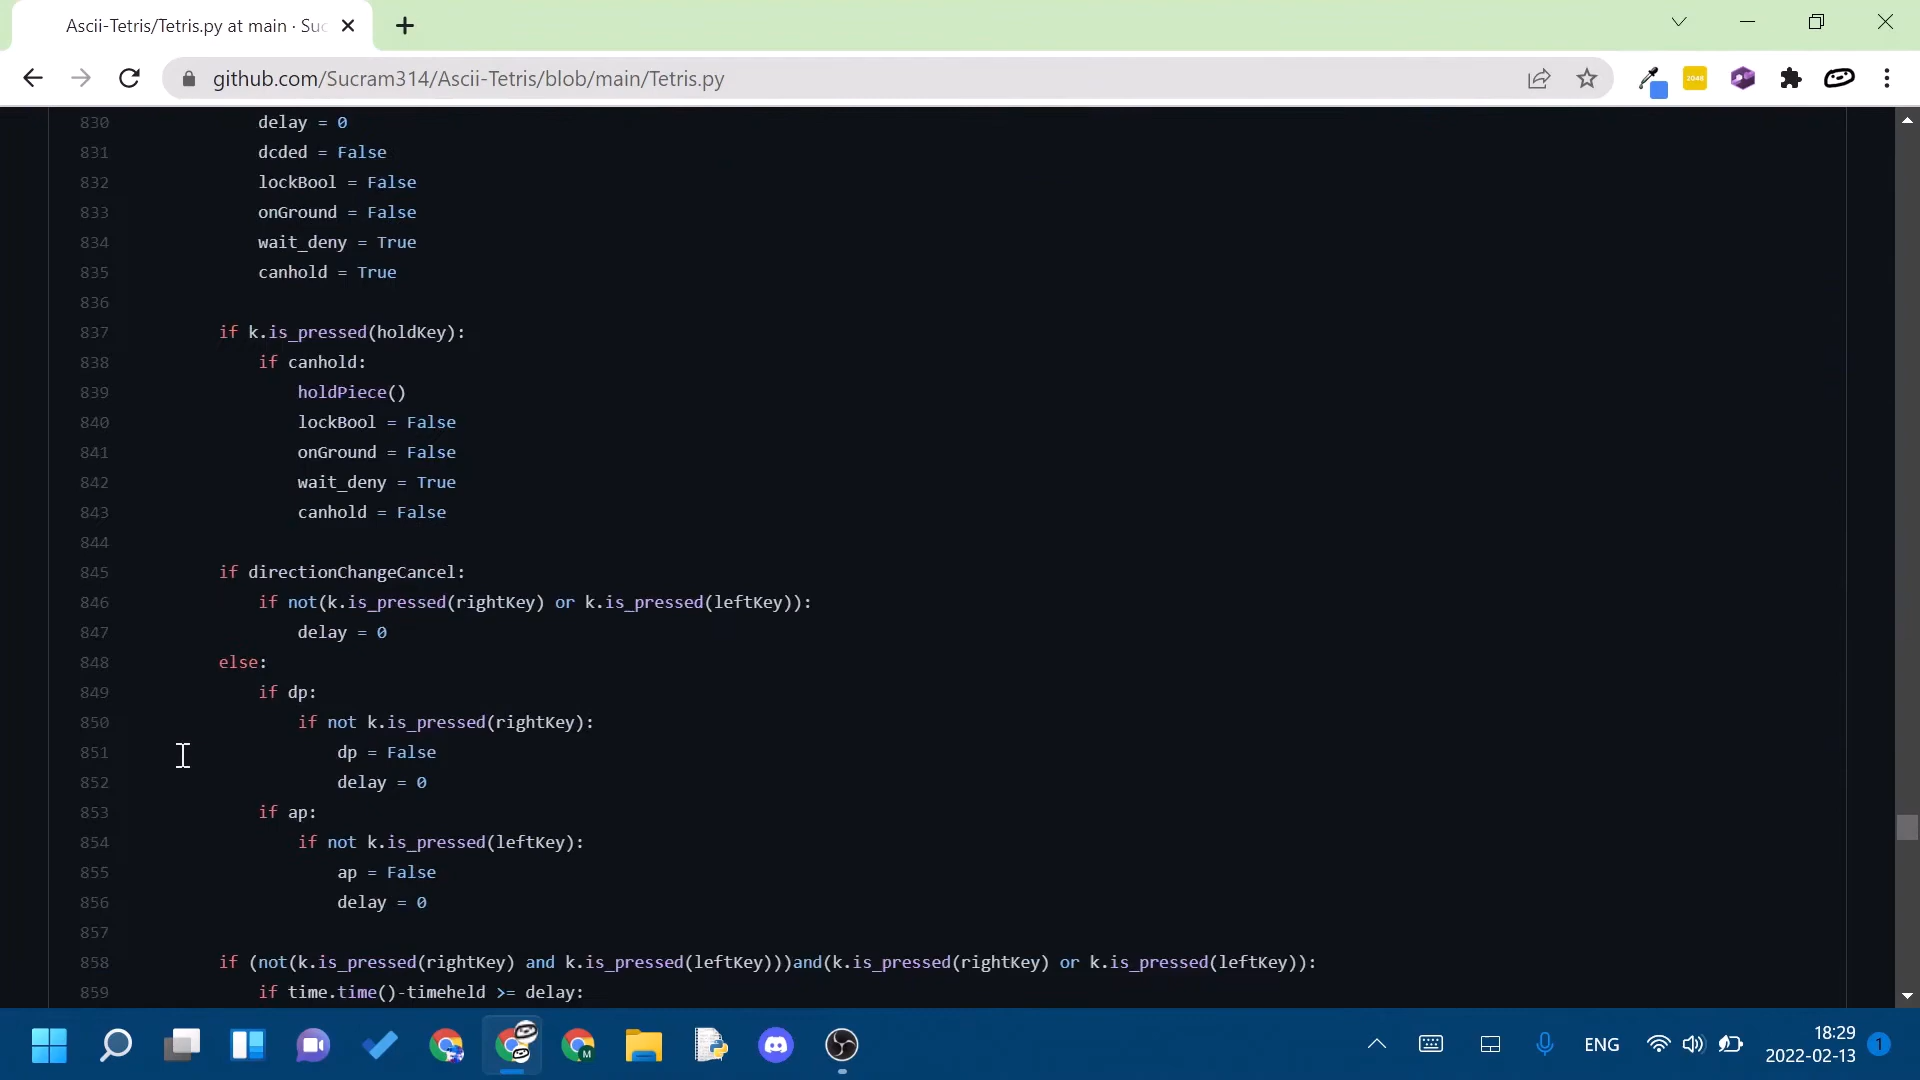 Ascii-Tetris/Tetris.py at main · Suc
github.com/Sucram314/Ascii-Tetris/blob/main/Tetris.py
2048
830 delay = 0
831 dcded = False
832 lockBool = False
833 onGround = False
834 wait_deny = True
835 canhold = True
836
837 if k.is_pressed(holdKey):
838 if canhold:
839 holdPiece()
840 lockBool = False
841 onGround = False
842 wait_deny = True
843 canhold = False
844
845 if directionChangeCancel:
846 if not(k.is_pressed(rightKey) or k.is_pressed(leftKey)):
847 delay = 0
848 else:
849 if dp:
850 if not k.is_pressed(rightKey):
851 dp = False
852 delay = 0
853 if ap:
854 if not k.is_pressed(leftKey):
855 ap = False
856 delay = 0
857
858 if (not(k.is_pressed(rightKey) and k.is_pressed(leftKey)))and(k.is_pressed(rightKey) or k.is_pressed(leftKey)):
859 if time.time()-timeheld >= delay:
M
ENG
18:29
2022-02-13
1